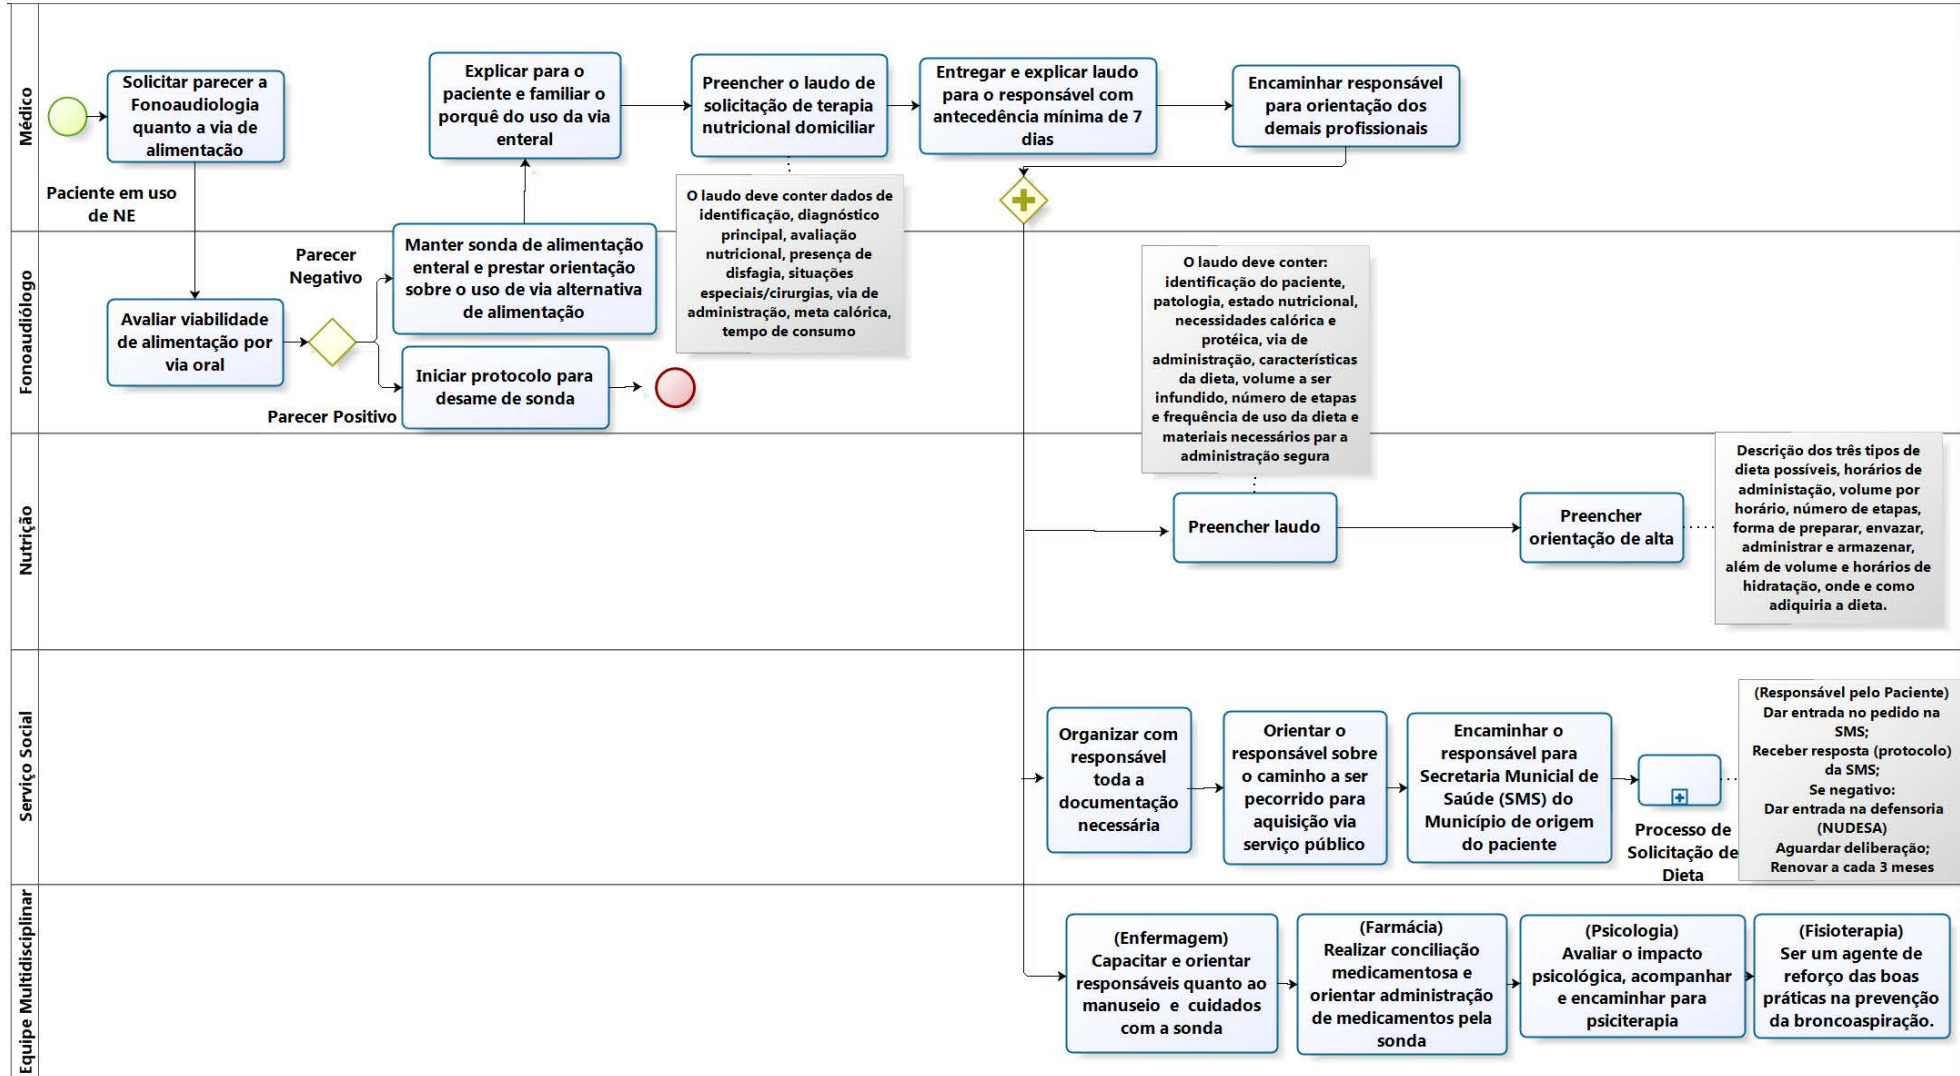 Médico
Solicitar parecer a
Fonoaudiologia
quanto a via de
alimentação
Paciente em uso
de NE
Explicar para o
paciente e familiar o
porquê do uso da via
enteral
Preencher o laudo de
solicitação de terapia
nutricional domiciliar
Entregar e explicar laudo
para o responsável com
antecedência mínima de 7
dias
Encaminhar responsável
para orientação dos
demais profissionais
O laudo deve conter dados de
identificação, diagnóstico
principal, avaliação
nutricional, presença de
disfagia, situações
especiais/cirurgias, via de
administração, meta calórica,
tempo de consumo
Fonoaudiólogo
Avaliar viabilidade
de alimentação por
via oral
Parecer
Negativo
Manter sonda de alimentação
enteral e prestar orientação
sobre o uso de via alternativa
de alimentação
Parecer Positivo
Iniciar protocolo para
desame de sonda
O laudo deve conter:
identificação do paciente,
patologia, estado nutricional,
necessidades calórica e
protéica, via de
administração, características
da dieta, volume a ser
infundido, número de etapas
e frequência de uso da dieta e
materiais necessários par a
administração segura
Nutrição
Preencher laudo
Preencher
orientação de alta
Descrição dos três tipos de
dieta possíveis, horários de
administação, volume por
horário, número de etapas,
forma de preparar, envazar,
administrar e armazenar,
além de volume e horários de
hidratação, onde e como
adiquiria a dieta.
Serviço Social
Organizar com
responsável
toda a
documentação
necessária
Orientar o
responsável sobre
o caminho a ser
pecorrido para
aquisição via
serviço público
Encaminhar o
responsável para
Secretaria Municial de
Saúde (SMS) do
Município de origem
do paciente
Processo de
Solicitação de
Dieta
(Responsável pelo Paciente)
Dar entrada no pedido na
SMS;
Receber resposta (protocolo)
da SMS;
Se negativo:
Dar entrada na defensoria
(NUDESA)
Aguardar deliberação;
Renovar a cada 3 meses
Equipe Multidisciplinar
(Enfermagem)
Capacitar e orientar
responsáveis quanto ao
manuseio e cuidados
com a sonda
(Farmácia)
Realizar conciliação
medicamentosa e
orientar administração
de medicamentos pela
sonda
(Psicologia)
Avaliar o impacto
psicológica, acompanhar
e encaminhar para
psiciterapia
(Fisioterapia)
Ser um agente de
reforço das boas
práticas na prevenção
da broncoaspiração.